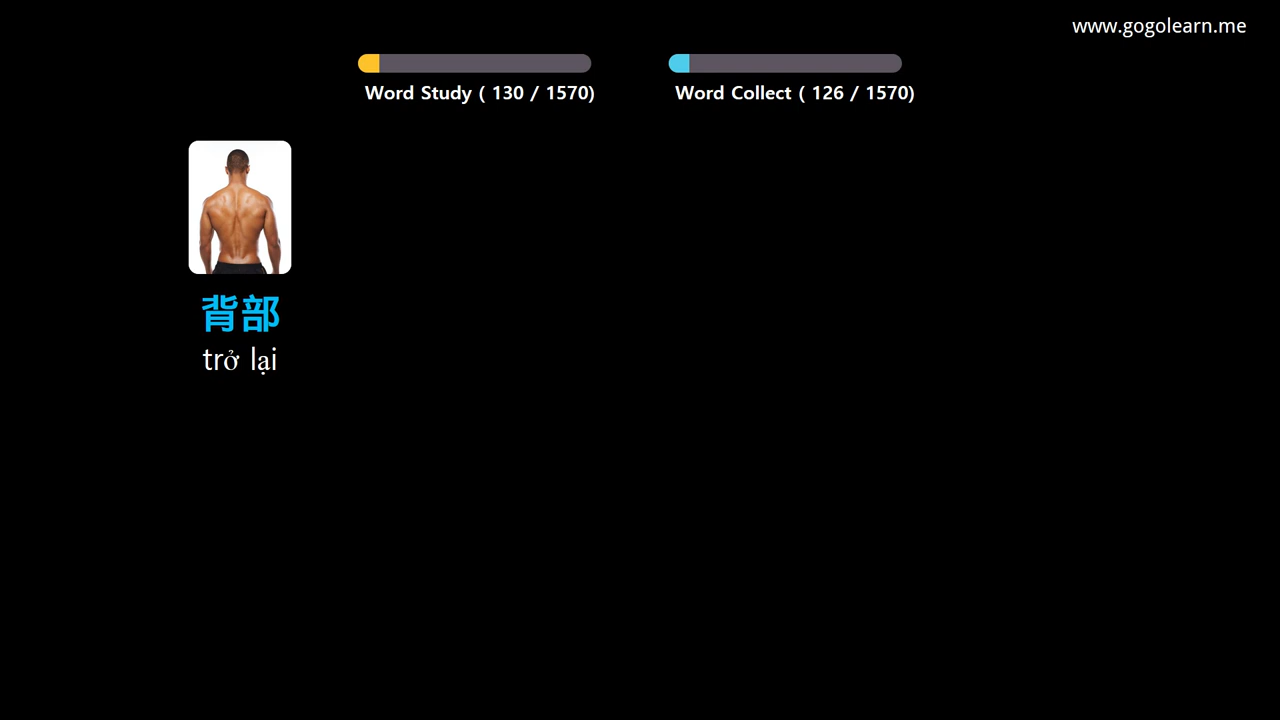 www.gogolearn.me
Word Study ( 130 / 1570)
Word Collect ( 126 / 1570)
背部
trở lại